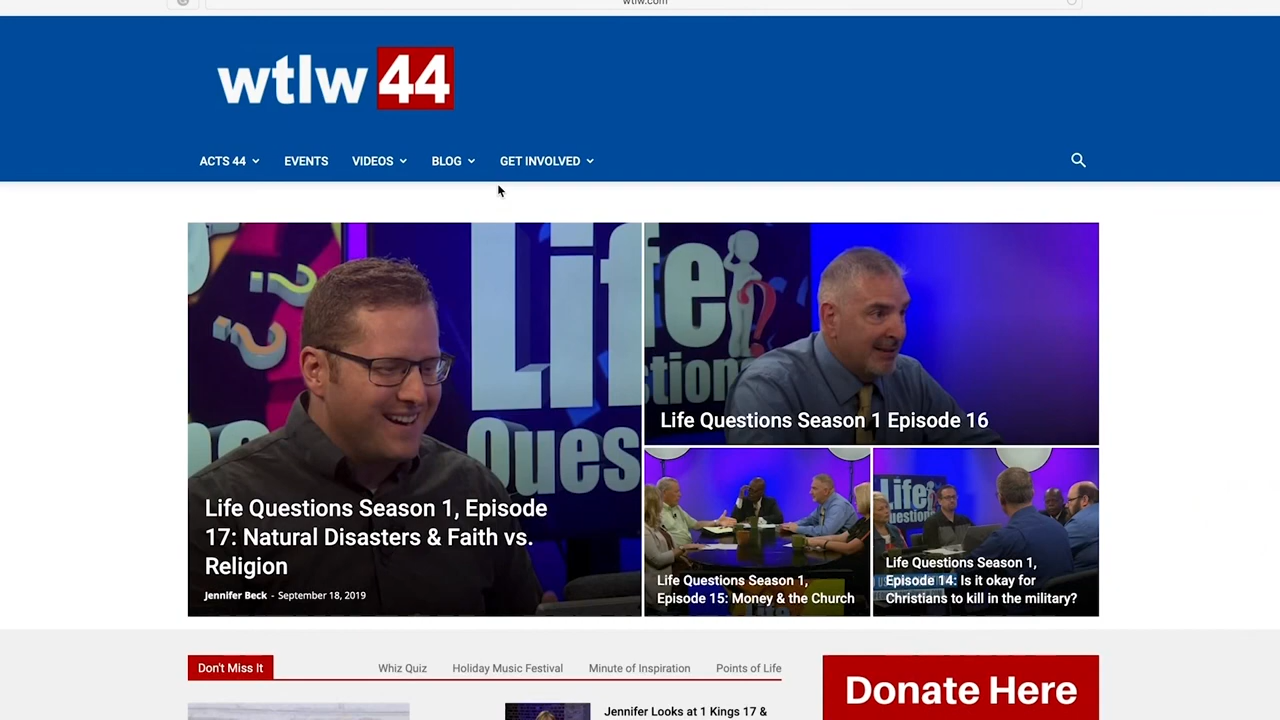 wtlw.com
wtlw 44
ACTS 44
EVENTS
VIDEOS
BLOG
GET INVOLVED
Life
Ques
Life Questions Season 1, Episode
17: Natural Disasters & Faith vs.
Religion
Jennifer Beck - September 18, 2019
Life Questions Season 1 Episode 16
Life Questions Season 1,
Episode 15: Money & the Church
Life
Questions
Life Questions Season 1,
Episode 14: Is it okay for
Christians to kill in the military?
Don't Miss It
Whiz Quiz
Holiday Music Festival
Minute of Inspiration
Points of Life
Donate Here
Jennifer Looks at 1 Kings 17 &